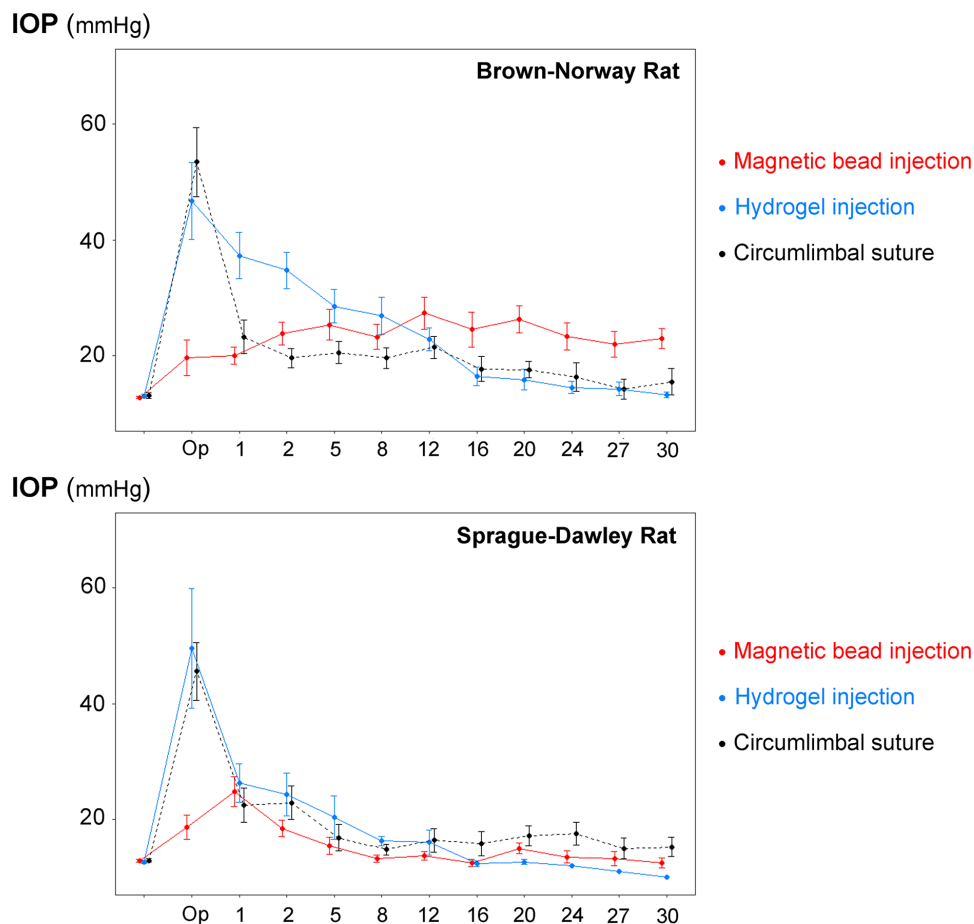 IOP (mmHg)
Brown-Norway Rat
60
40
20
Magnetic bead injection
Hydrogel injection
Circumlimbal suture
Op 1 2 5 8 12 16 20 24 27 30
IOP (mmHg)
Sprague-Dawley Rat
60
40
20
Magnetic bead injection
Hydrogel injection
Circumlimbal suture
Op 1 2 5 8 12 16 20 24 27 30